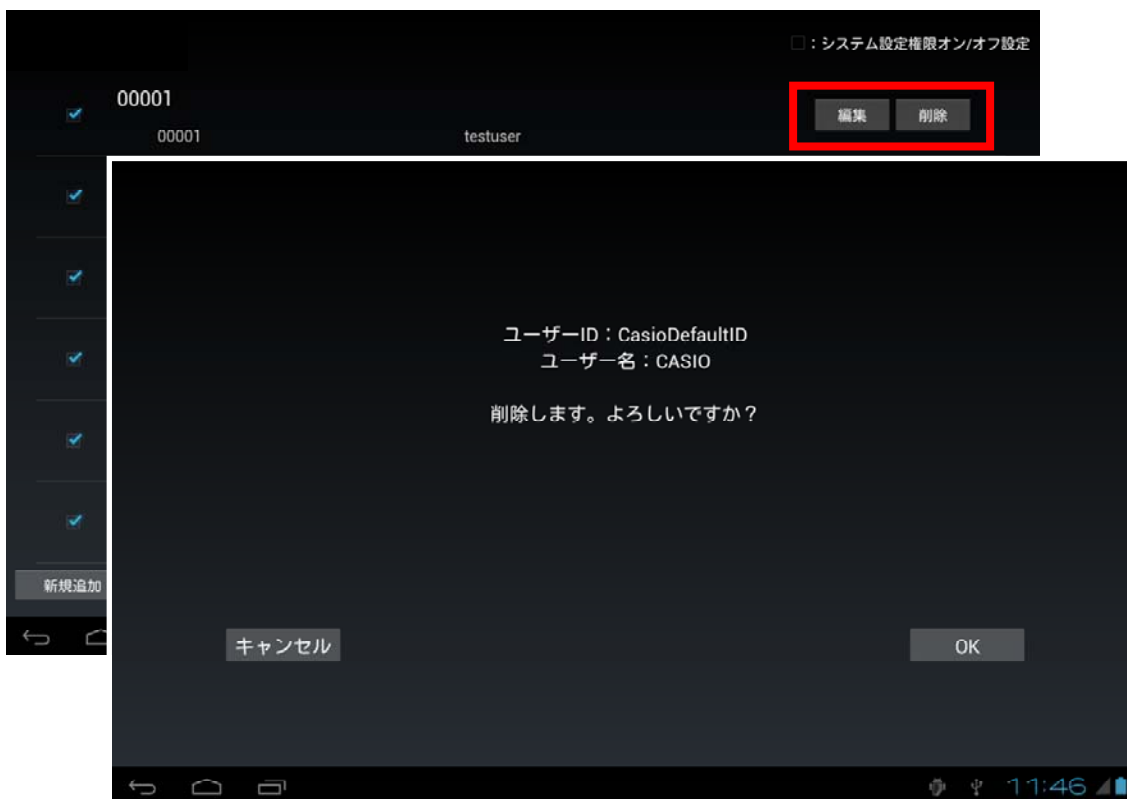 ：システム設定権限オン/オフ設定
00001
編集 削除
00001 testuser
ユーザーID：CasioDefaultID
ユーザー名：CASIO
削除します。よろしいですか？
新規追加
キャンセル OK
11:46